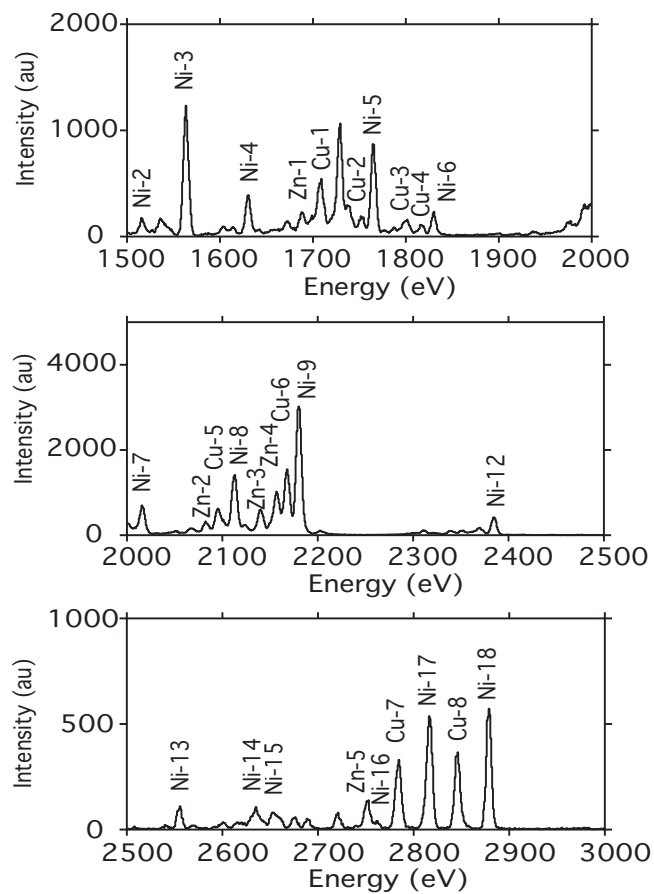 2000
Intensity (au)
1000
0
Ni-2
Ni-3
Ni-4
Zn-1
Cu-1
Cu-2
Ni-5
Cu-3
Cu-4
Ni-6
1500 1600 1700 1800 1900 2000
Energy (eV)
4000
Intensity (au)
2000
0
Ni-7
Zn-2
Cu-5
Ni-8
Zn-3
Zn-4
Cu-6
Ni-9
Ni-12
2000 2100 2200 2300 2400 2500
Energy (eV)
1000
Intensity (au)
500
0
Ni-13
Ni-14
Ni-15
Zn-5
Ni-16
Cu-7
Ni-17
Cu-8
Ni-18
2500 2600 2700 2800 2900 3000
Energy (eV)